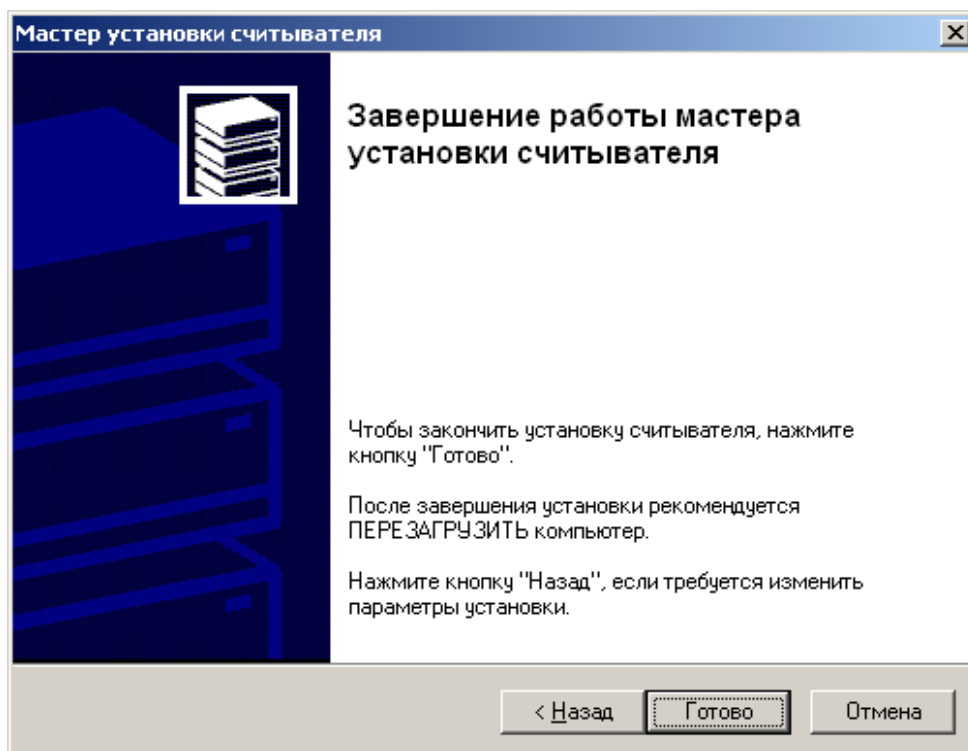 Мастер установки считывателя
Завершение работы мастера
установки считывателя
Чтобы закончить установку считывателя, нажмите
кнопку "Готово".
После завершения установки рекомендуется
ПЕРЕЗАГРУЗИТЬ компьютер.
Нажмите кнопку "Назад", если требуется изменить
параметры установки.
< Назад Готово Отмена